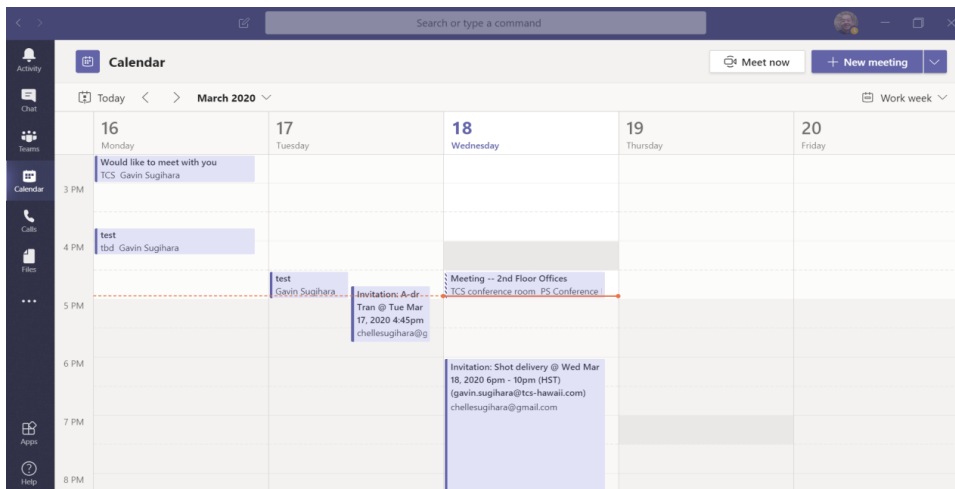 Search or type a command
Activity
Chat
Teams
Calendar
Calls
Files
Apps
Help
Calendar
Meet now
New meeting
Today
March 2020
Work week
16
Monday
17
Tuesday
18
Wednesday
19
Thursday
20
Friday
3 PM
4 PM
5 PM
6 PM
7 PM
8 PM
Would like to meet with you
TCS Gavin Sugihara
test
tbd Gavin Sugihara
test
Gavin Sugihara
Invitation: A-dr
Tran @ Tue Mar
17, 2020 4:45pm
chellesugihara@g
Meeting -- 2nd Floor Offices
TCS conference room PS Conference
Invitation: Shot delivery @ Wed Mar
18, 2020 6pm - 10pm (HST)
(gavin.sugihara@tcs-hawaii.com)
chellesugihara@gmail.com